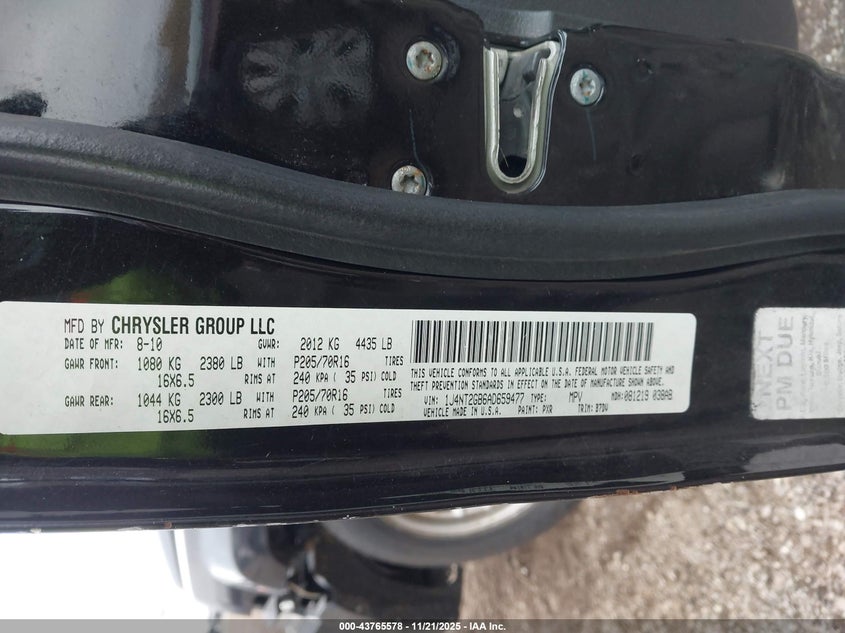 MFD BY CHRYSLER GROUP LLC
DATE OF MFR: 8-10 GVWR: 2012 KG 4435 LB
GAWR FRONT: 1080 KG 2380 LB WITH P205/70R16 TIRES
16X6.5 RIMS AT 240 KPA ( 35 PSI) COLD
GAWR REAR: 1044 KG 2300 LB WITH P205/70R16 TIRES
16X6.5 RIMS AT 240 KPA ( 35 PSI) COLD
THIS VEHICLE CONFORMS TO ALL APPLICABLE U.S.A. FEDERAL MOTOR VEHICLE SAFETY AND
THEFT PREVENTION STANDARDS IN EFFECT ON THE DATE OF MANUFACTURE SHOWN ABOVE.
VIN: 1J4NT2GB6AD659477 TYPE: MPV MDH: 081219 03BAB
VEHICLE MADE IN U.S.A. PAINT: PXR TRIM: B7DV
NEXT
PM DUE
000-43765578 - 11/21/2025 - IAA Inc.